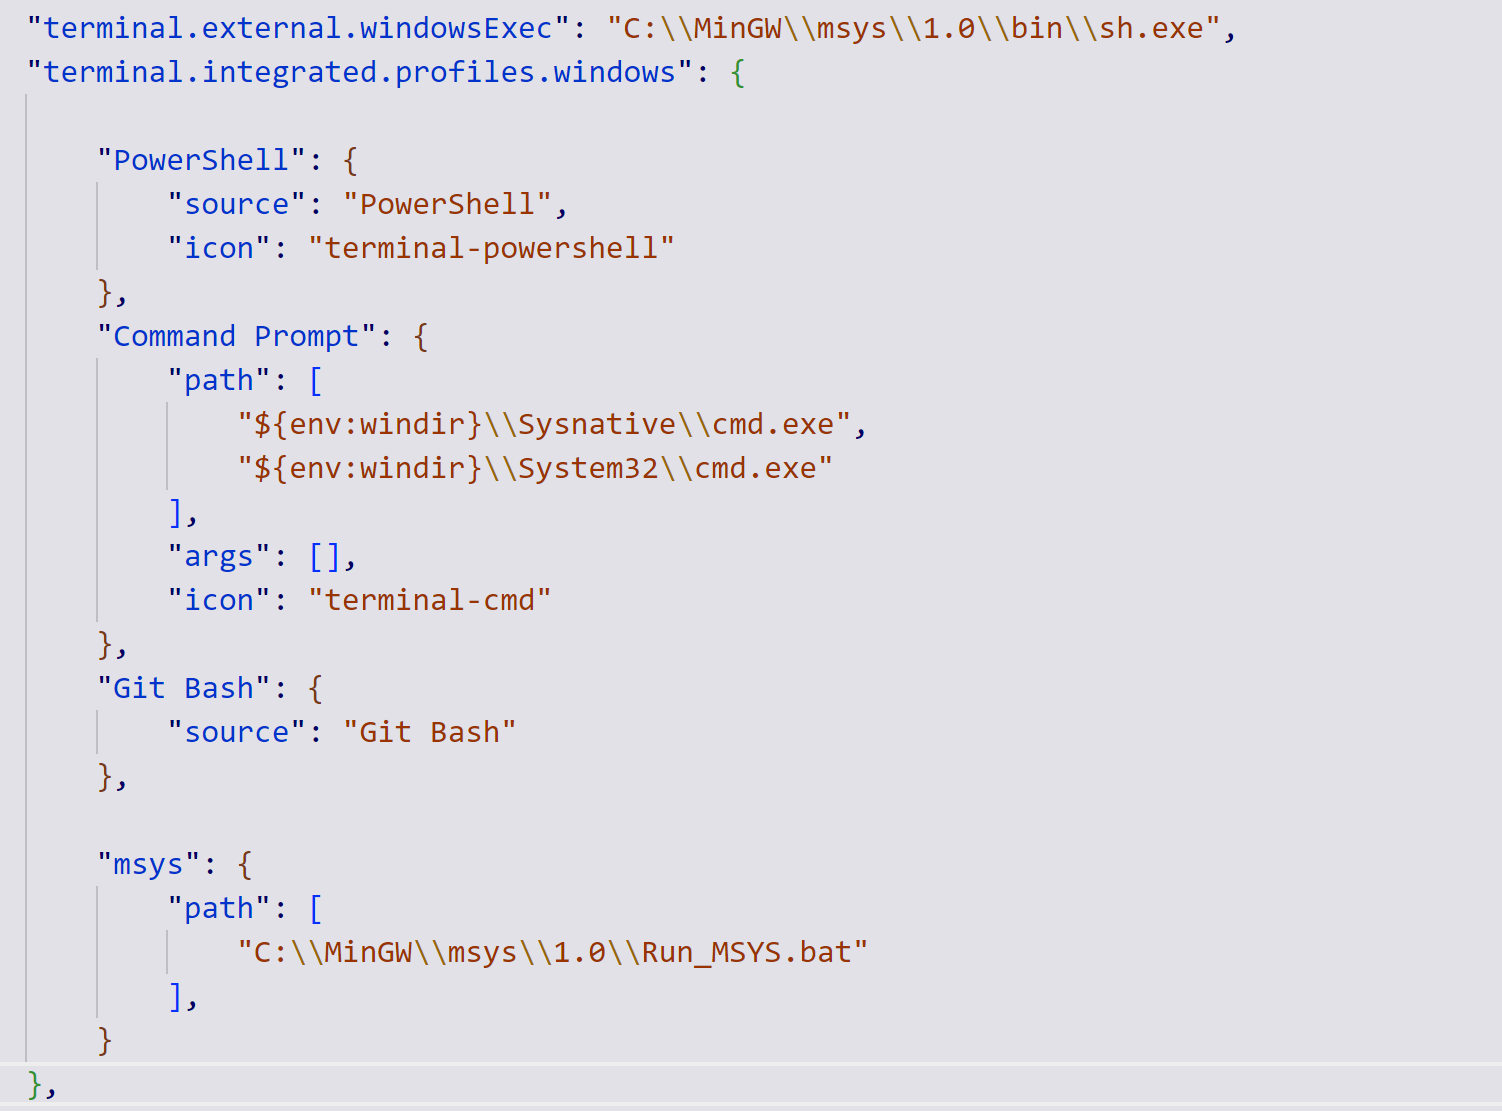 "terminal.external.windowsExec": "C:\\MinGW\\msys\\1.0\\bin\\sh.exe",
"terminal.integrated.profiles.windows": {
"PowerShell": {
"source": "PowerShell",
"icon": "terminal-powershell"
},
"Command Prompt": {
"path": [
"${env:windir}\\Sysnative\\cmd.exe",
"${env:windir}\\System32\\cmd.exe"
],
"args": [],
"icon": "terminal-cmd"
},
"Git Bash": {
"source": "Git Bash"
},
"msys": {
"path": [
"C:\\MinGW\\msys\\1.0\\Run_MSYS.bat"
],
}
},